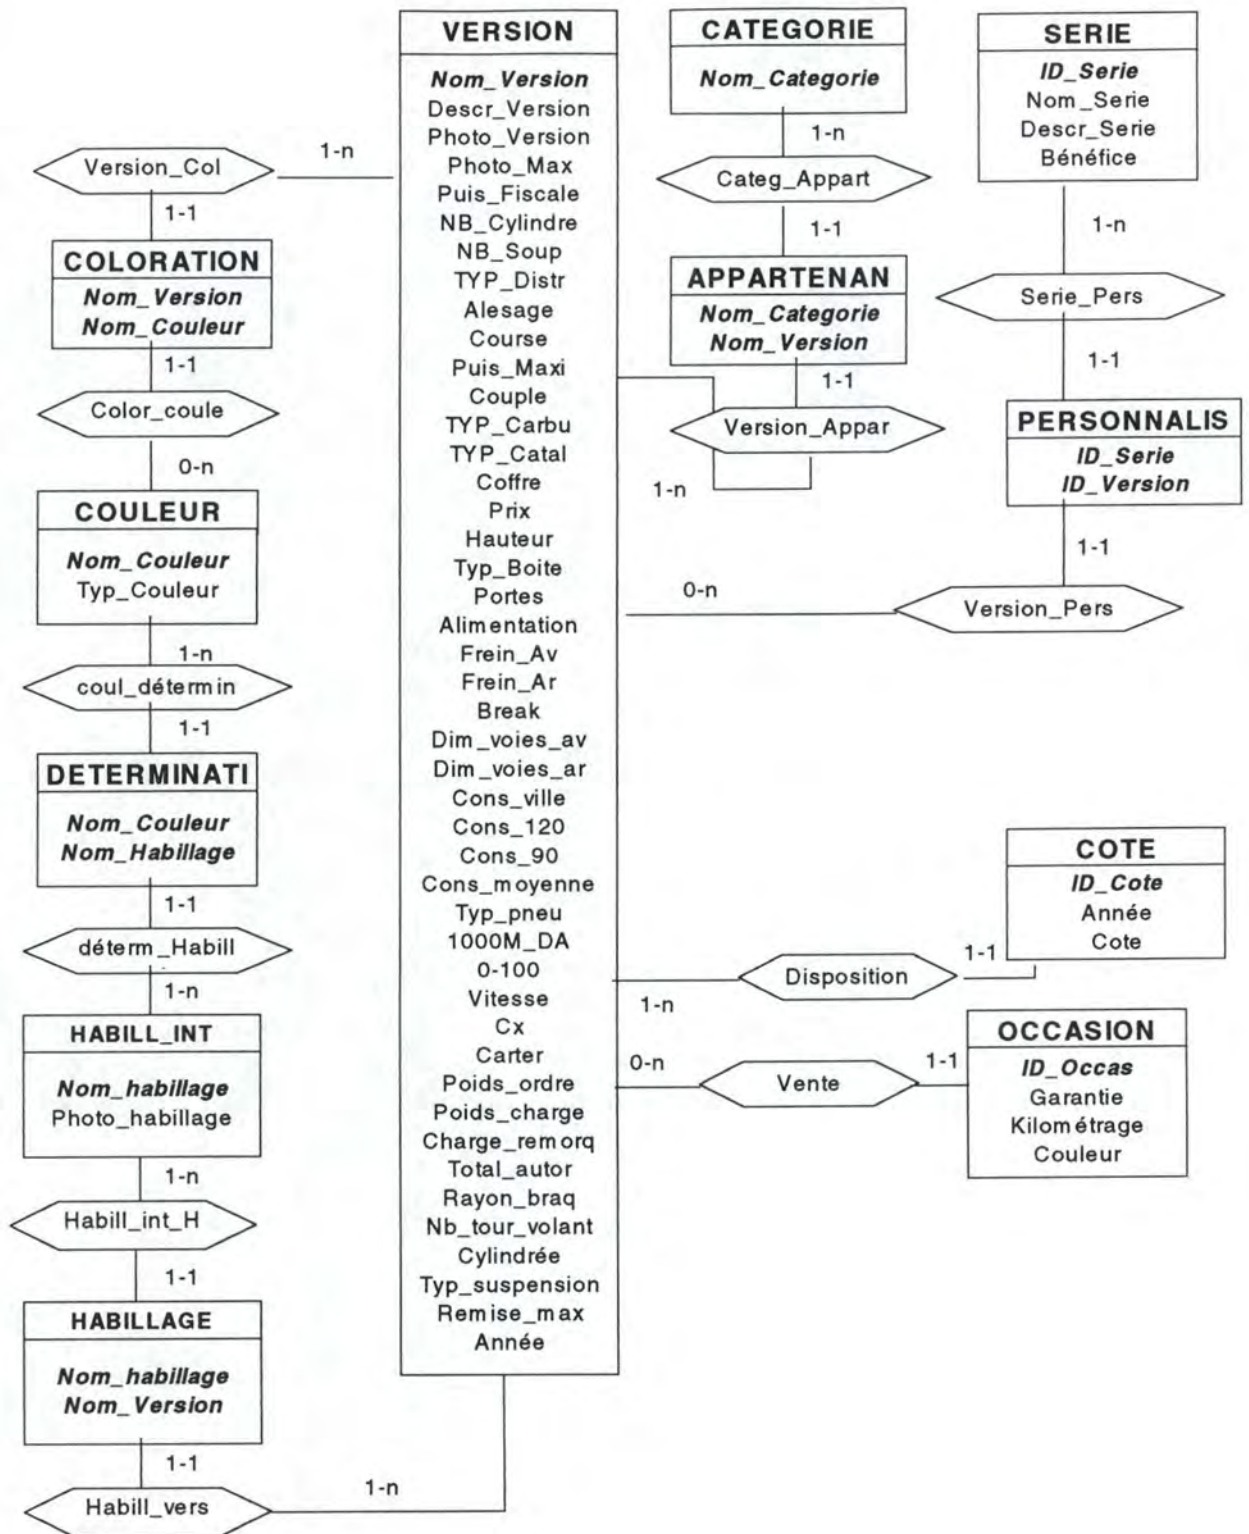 VERSION
Nom_Version
Descr_Version
Photo_Version
Photo_Max
Puis_Fiscale
NB_Cylindre
NB_Soup
TYP_Distr
Alesage
Course
Puis_Maxi
Couple
TYP_Carbu
TYP_Catal
Coffre
Prix
Hauteur
Typ_Boite
Portes
Alimentation
Frein_Av
Frein_Ar
Break
Dim_voies_av
Dim_voies_ar
Cons_ville
Cons_120
Cons_90
Cons_moyenne
Typ_pneu
1000M_DA
0-100
Vitesse
Cx
Carter
Poids_ordre
Poids_charge
Charge_remorq
Total_autor
Rayon_braq
Nb_tour_volant
Cylindrée
Typ_suspension
Remise_max
Année
1-n
Version_Col
1-1
COLORATION
Nom_Version
Nom_Couleur
1-1
Color_coule
0-n
COULEUR
Nom_Couleur
Typ_Couleur
1-n
coul_détermin
1-1
DETERMINATI
Nom_Couleur
Nom_Habillage
1-1
déterm_Habill
1-n
HABILL_INT
Nom_habillage
Photo_habillage
1-n
Habill_int_H
1-1
HABILLAGE
Nom_habillage
Nom_Version
1-1
Habill_vers
1-n
CATEGORIE
Nom_Categorie
1-n
Categ_Appart
1-1
APPARTENAN
Nom_Categorie
Nom_Version
1-1
Version_Appar
1-n
SERIE
ID_Serie
Nom_Serie
Descr_Serie
Bénéfice
1-n
Serie_Pers
1-1
PERSONNALIS
ID_Serie
ID_Version
1-1
Version_Pers
0-n
COTE
ID_Cote
Année
Cote
1-1
Disposition
1-n
OCCASION
ID_Occas
Garantie
Kilométrage
Couleur
1-1
Vente
0-n